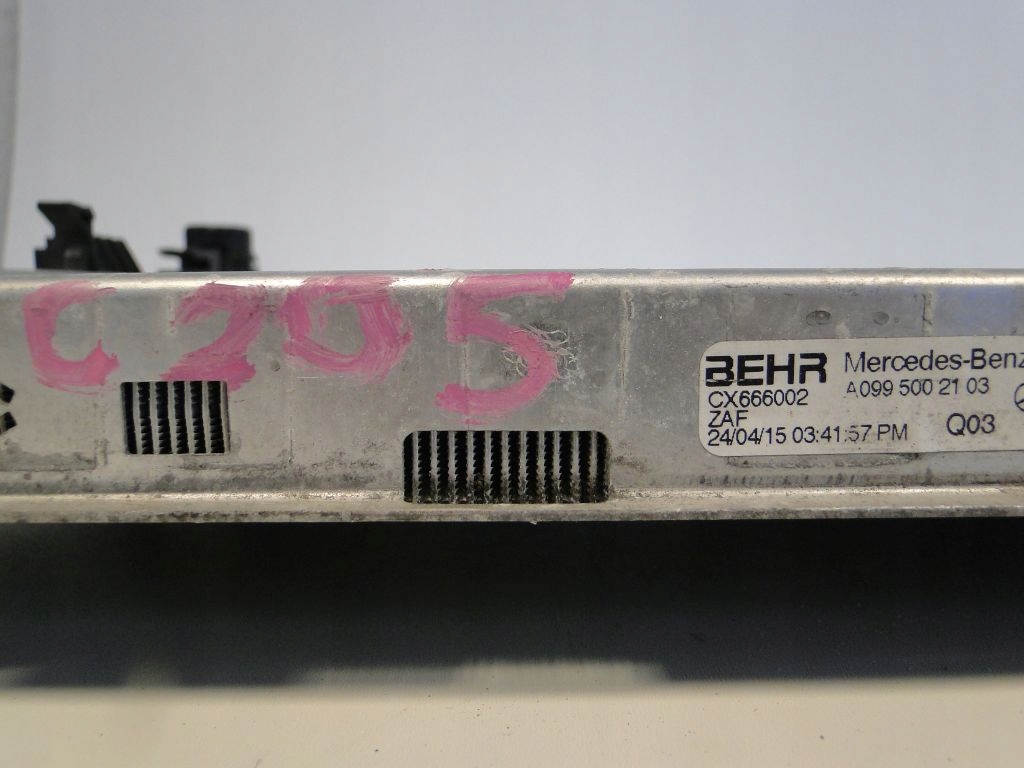 C205
BEHR Mercedes-Benz
CX666002 A099 500 21 03
ZAF
24/04/15 03:41:57 PM Q03